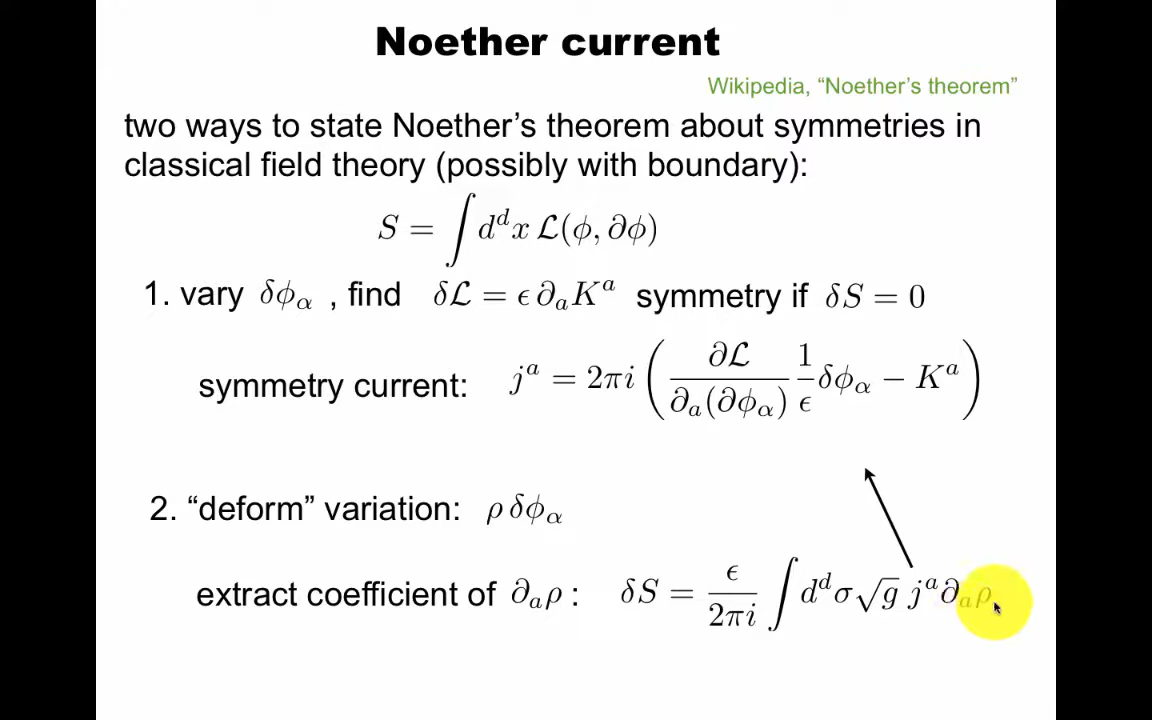 Noether current
Wikipedia, “Noether’s theorem”
two ways to state Noether’s theorem about symmetries in
classical field theory (possibly with boundary):
S = ∫ d^d x ℒ(ϕ, ∂ϕ)
1. vary δϕ_α , find δℒ = ϵ ∂_a K^a symmetry if δS = 0
symmetry current: j^a = 2πi ( ∂ℒ / ∂_a(∂ϕ_α) 1/ϵ δϕ_α − K^a )
2. “deform” variation: ρ δϕ_α
extract coefficient of ∂_a ρ : δS = ϵ/2πi ∫ d^d σ √g j^a ∂_a ρ